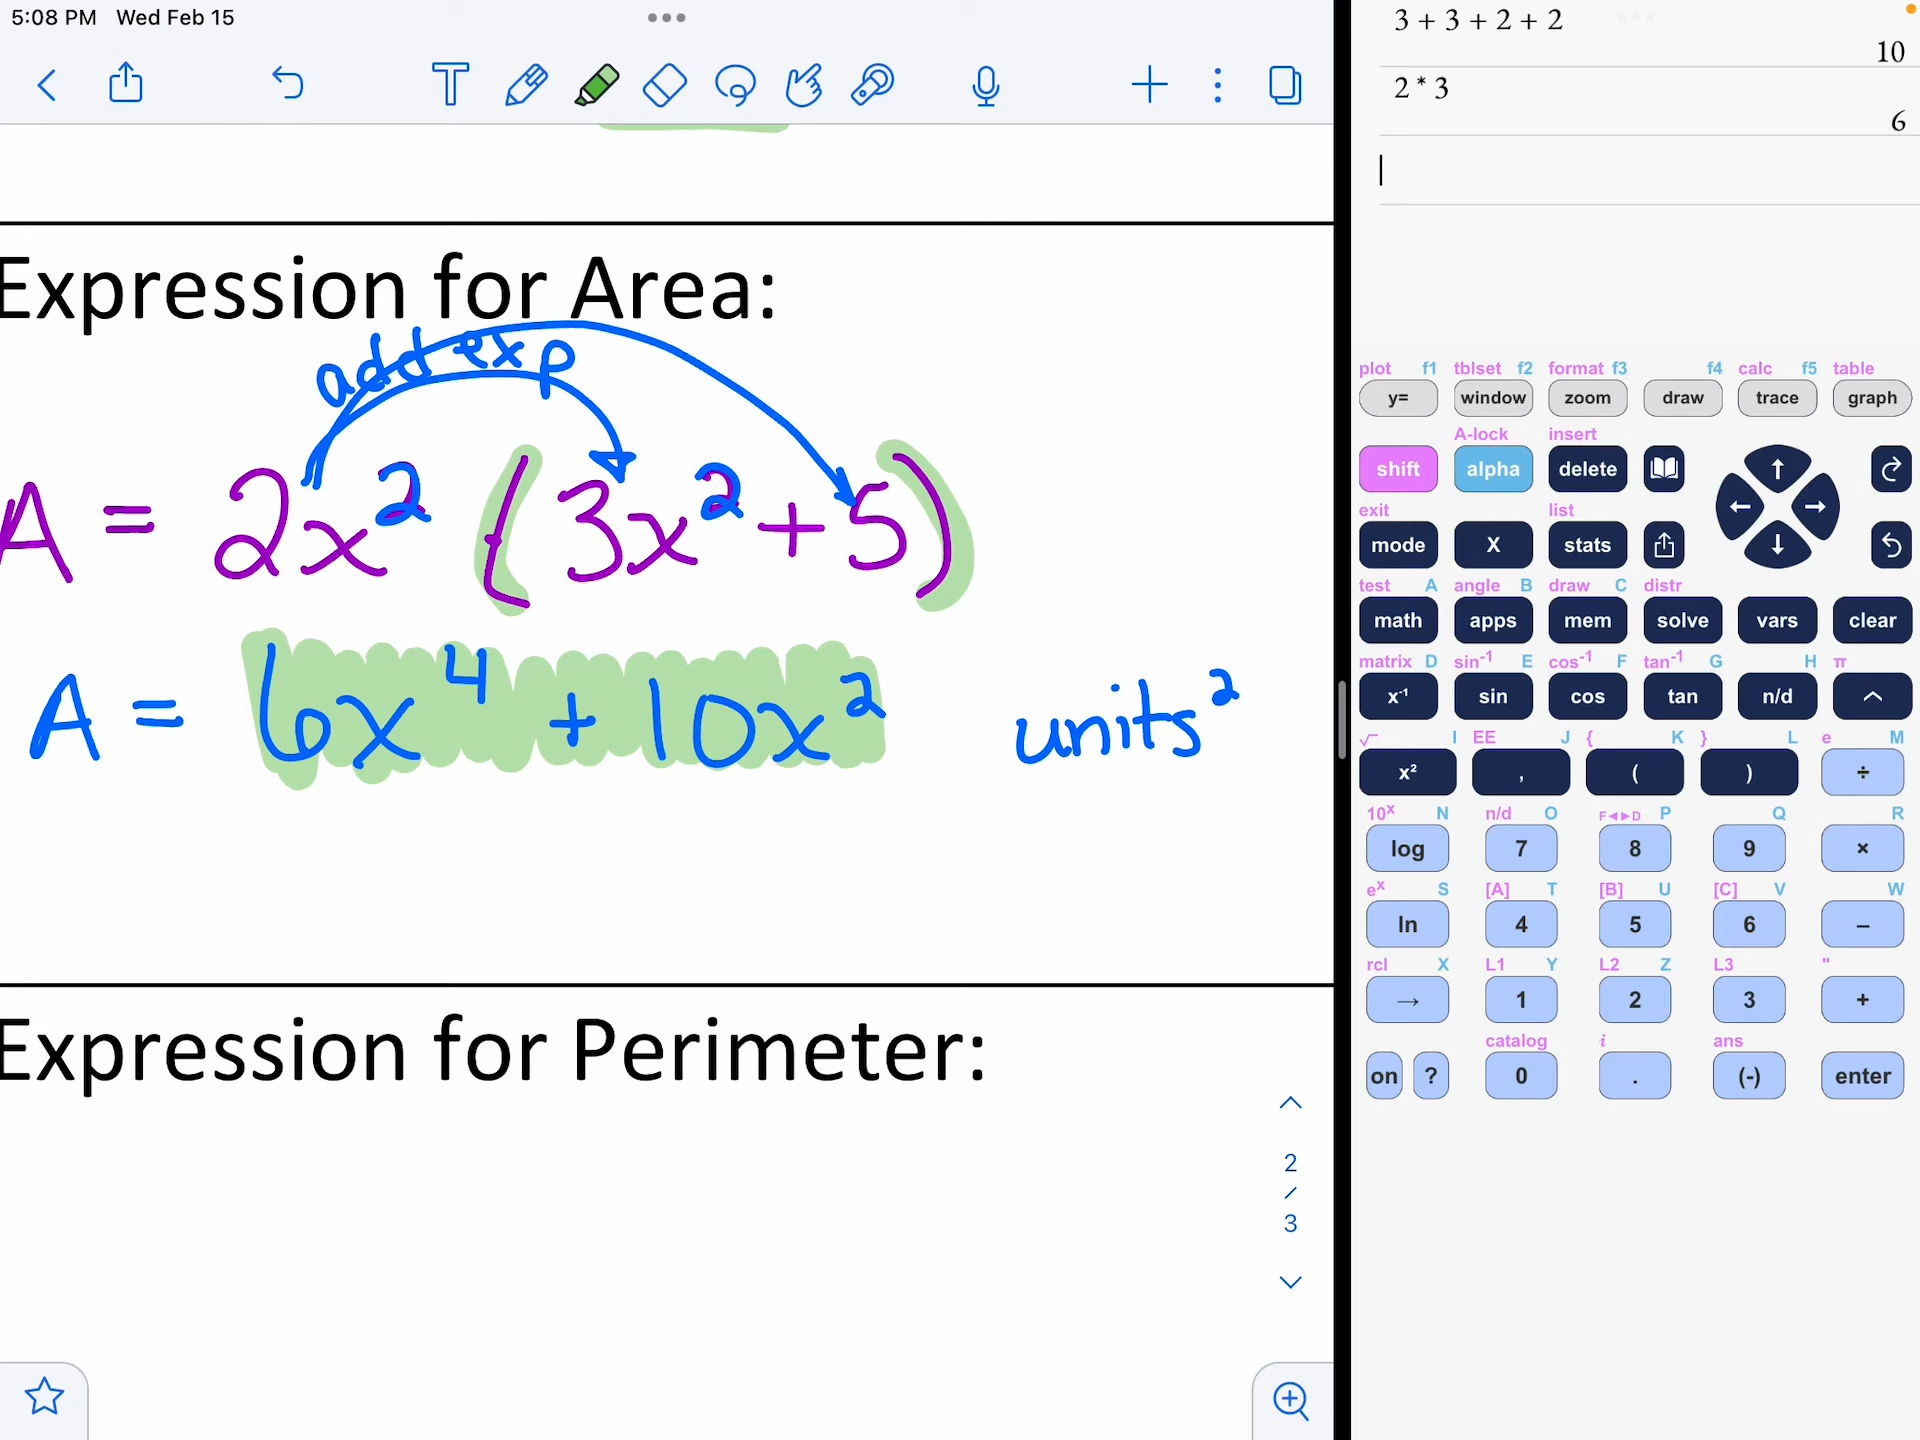 5:08 PM Wed Feb 15
T
Expression for Area:
add exp
A = 2x² (3x² + 5)
A = 6x⁴ + 10x² units²
Expression for Perimeter:
2
/
3
3 + 3 + 2 + 2
10
2 * 3
6
plot f1 tblset f2 format f3 f4 calc f5 table
y= window zoom draw trace graph
A-lock insert
shift alpha delete
exit list
mode X stats
test A angle B draw C distr
math apps mem solve vars clear
matrix D sin⁻¹ E cos⁻¹ F tan⁻¹ G H π
x⁻¹ sin cos tan n/d ^
√ I EE J { K } L e M
x² , ( ) ÷
10ˣ N n/d O F◄►D P Q R
log 7 8 9 ×
eˣ S [A] T [B] U [C] V W
ln 4 5 6 −
rcl X L1 Y L2 Z L3 "
→ 1 2 3 +
catalog i ans
on ? 0 . (-) enter